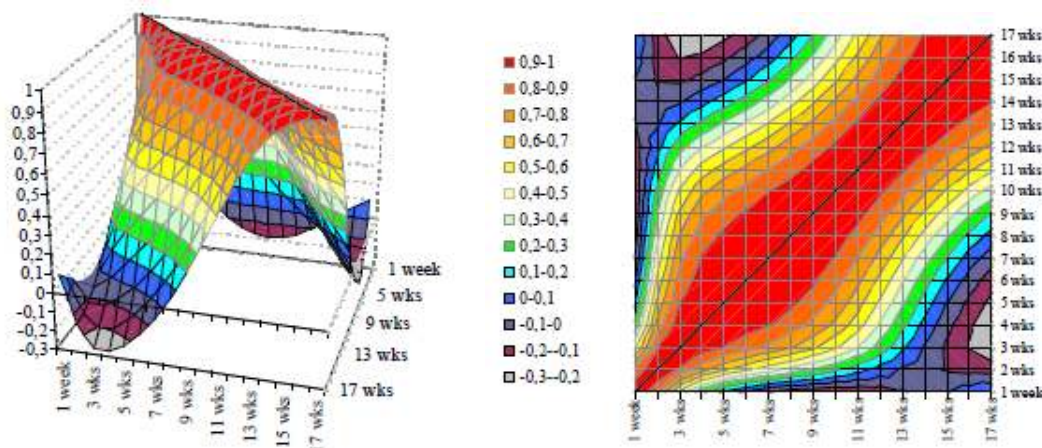 1
0,9
0,8
0,7
0,6
0,5
0,4
0,3
0,2
0,1
0
-0,1
-0,2
-0,3
1 week
3 wks
5 wks
7 wks
9 wks
11 wks
13 wks
15 wks
17 wks
1 week
5 wks
9 wks
13 wks
17 wks
0,9-1
0,8-0,9
0,7-0,8
0,6-0,7
0,5-0,6
0,4-0,5
0,3-0,4
0,2-0,3
0,1-0,2
0-0,1
-0,1-0
-0,2--0,1
-0,3--0,2
17 wks
16 wks
15 wks
14 wks
13 wks
12 wks
11 wks
10 wks
9 wks
8 wks
7 wks
6 wks
5 wks
4 wks
3 wks
2 wks
1 week
1 week
3 wks
5 wks
7 wks
9 wks
11 wks
13 wks
15 wks
17 wks